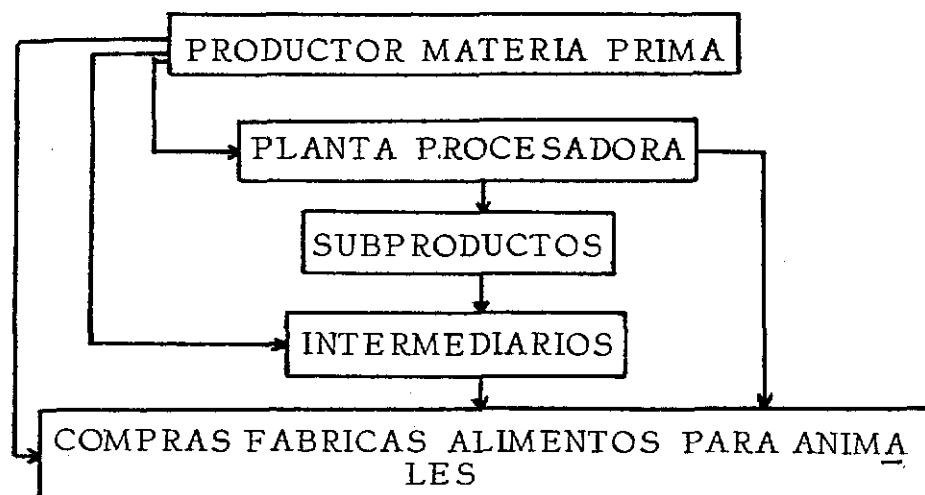 PRODUCTOR MATERIA PRIMA
PLANTA PROCESADORA
SUBPRODUCTOS
INTERMEDIARIOS
COMPRAS FABRICAS ALIMENTOS PARA ANIMA
LES